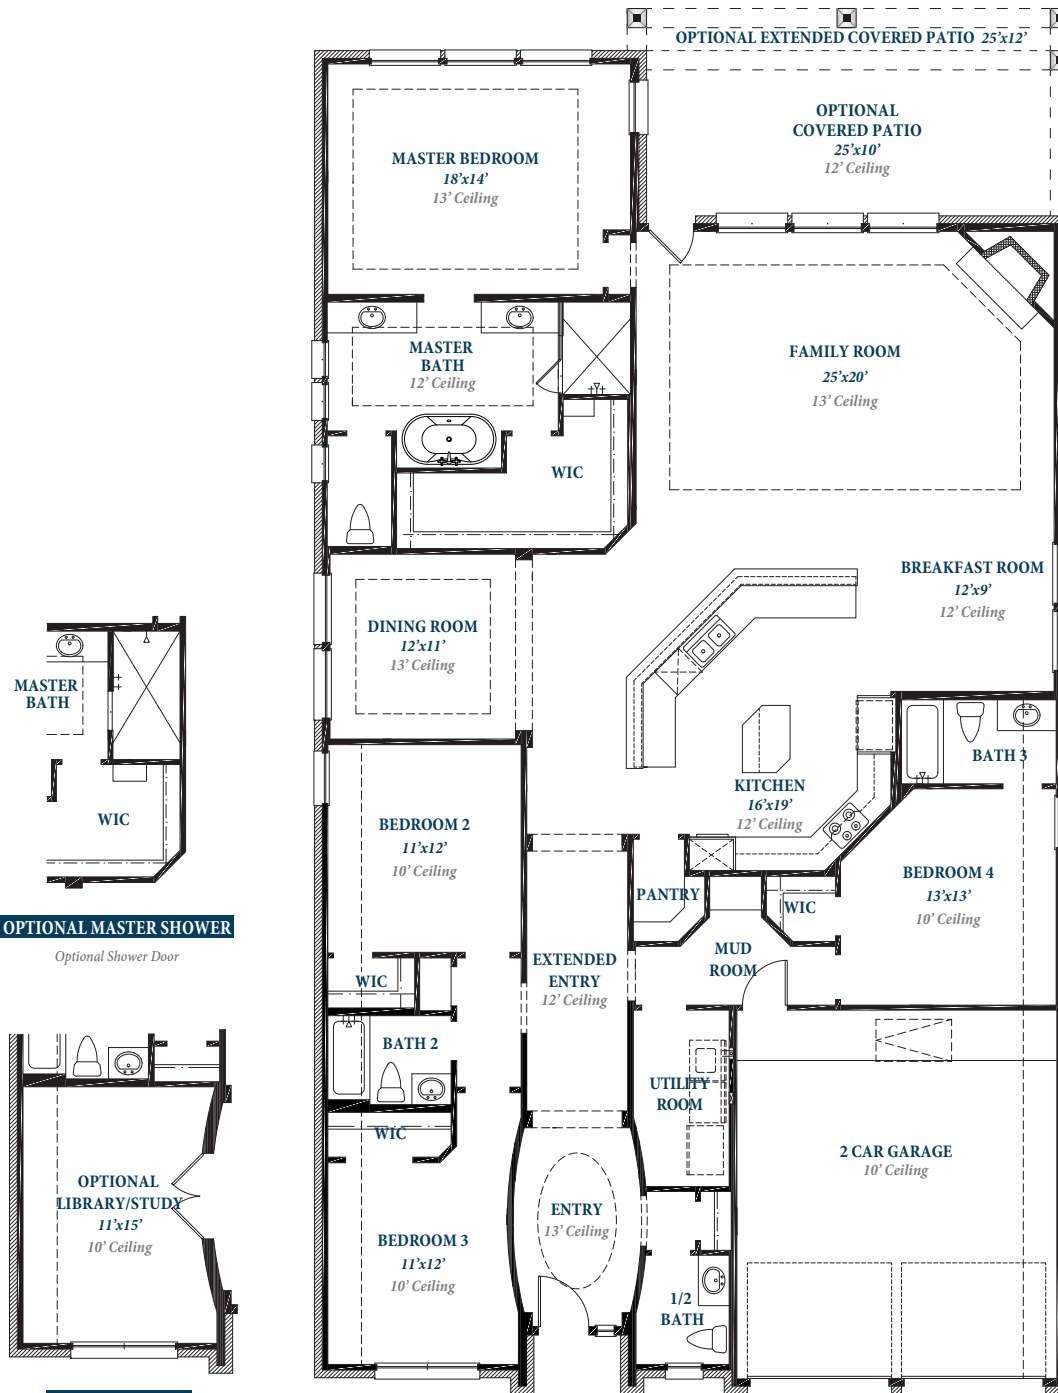 OPTIONAL EXTENDED COVERED PATIO 25'x12'
OPTIONAL
COVERED PATIO
25'x10'
12' Ceiling
MASTER BEDROOM
18'x14'
13' Ceiling
MASTER
BATH
12' Ceiling
FAMILY ROOM
25'x20'
13' Ceiling
WIC
BREAKFAST ROOM
12'x9'
12' Ceiling
DINING ROOM
12'x11'
13' Ceiling
MASTER
BATH
WIC
OPTIONAL MASTER SHOWER
Optional Shower Door
KITCHEN
16'x19'
12' Ceiling
BATH 3
BEDROOM 2
11'x12'
10' Ceiling
BEDROOM 4
13'x13'
10' Ceiling
PANTRY
WIC
MUD
ROOM
EXTENDED
ENTRY
12' Ceiling
WIC
BATH 2
UTILITY
ROOM
WIC
2 CAR GARAGE
10' Ceiling
OPTIONAL
LIBRARY/STUDY
11'x15'
10' Ceiling
ENTRY
13' Ceiling
BEDROOM 3
11'x12'
10' Ceiling
1/2
BATH